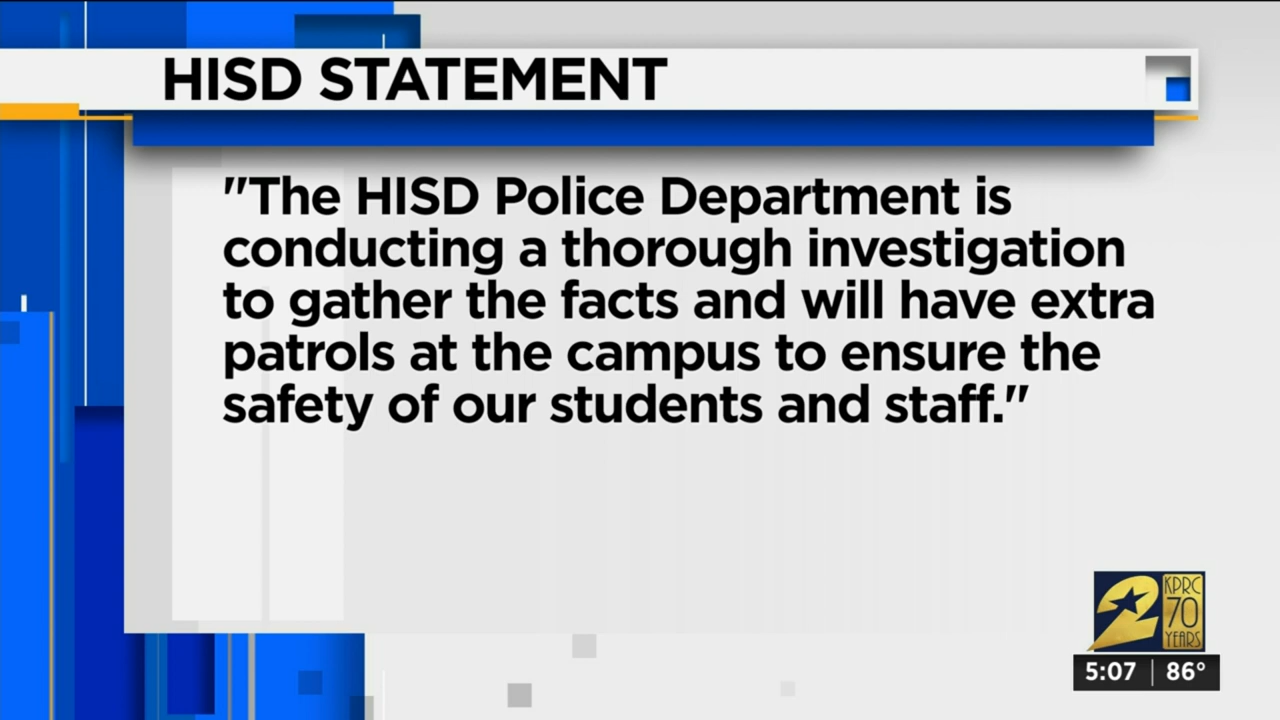 HISD STATEMENT
"The HISD Police Department is
conducting a thorough investigation
to gather the facts and will have extra
patrols at the campus to ensure the
safety of our students and staff."
2
KPRC
70
YEARS
5:07 | 86°